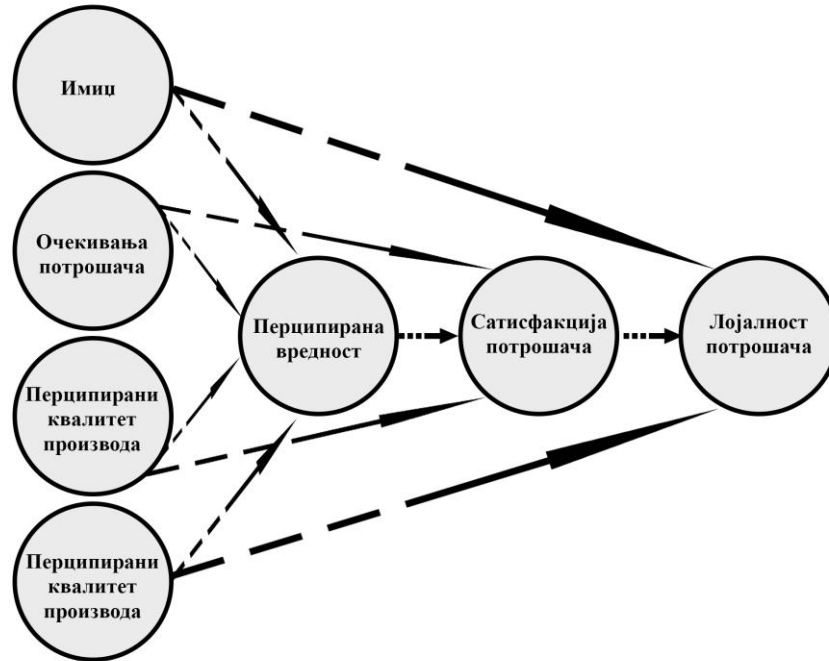 Имиџ
Очекивања
потрошача
Перципирани
квалитет
производа
Перципирани
квалитет
производа
Перципирана
вредност
Сатисфакција
потрошача
Лојалност
потрошача